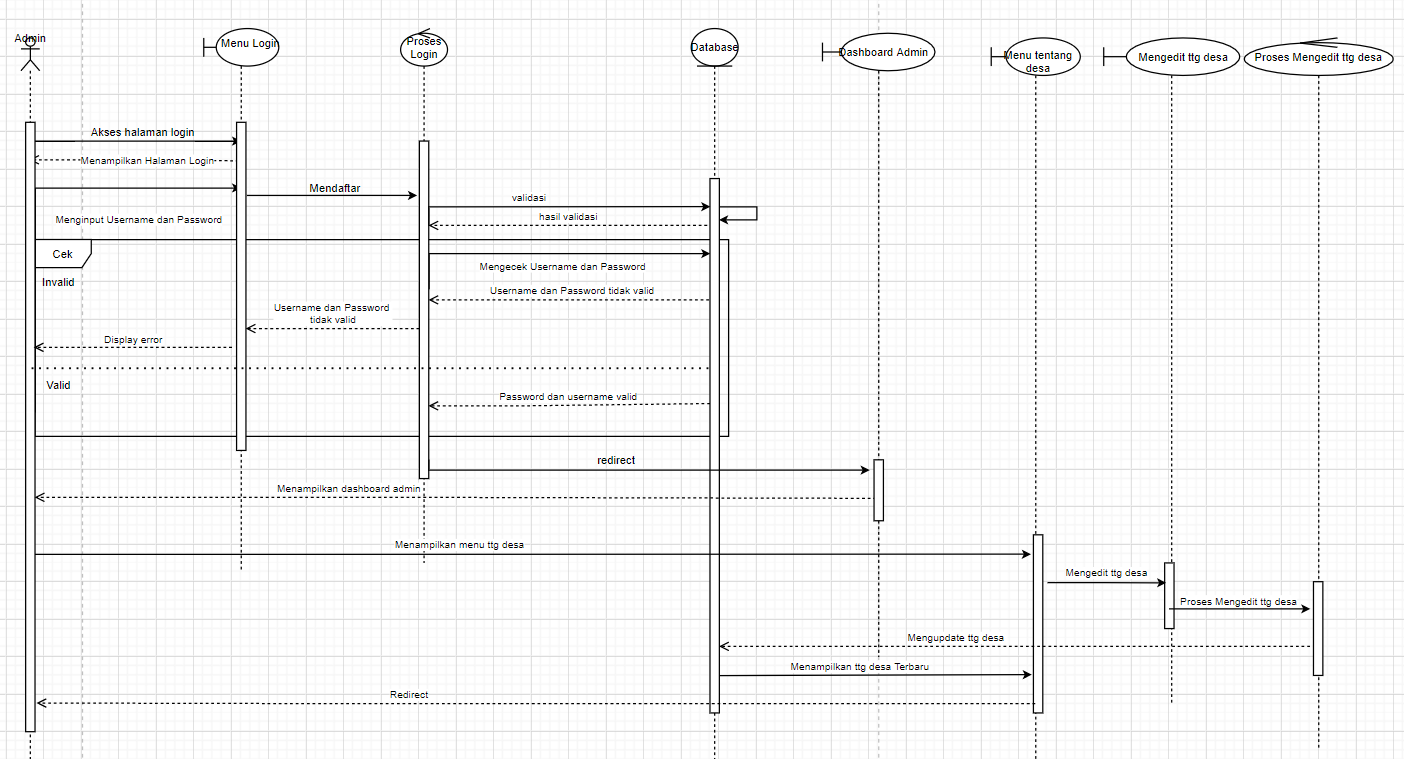 Admin
Menu Login
Proses
Login
Database
Dashboard Admin
Menu tentang
desa
Mengedit ttg desa
Proses Mengedit ttg desa
Akses halaman login
Menampilkan Halaman Login
Mendaftar
validasi
hasil validasi
Menginput Username dan Password
Cek
Mengecek Username dan Password
Invalid
Username dan Password tidak valid
Username dan Password
tidak valid
Display error
Valid
Password dan username valid
redirect
Menampilkan dashboard admin
Menampilkan menu ttg desa
Mengedit ttg desa
Proses Mengedit ttg desa
Mengupdate ttg desa
Menampilkan ttg desa Terbaru
Redirect